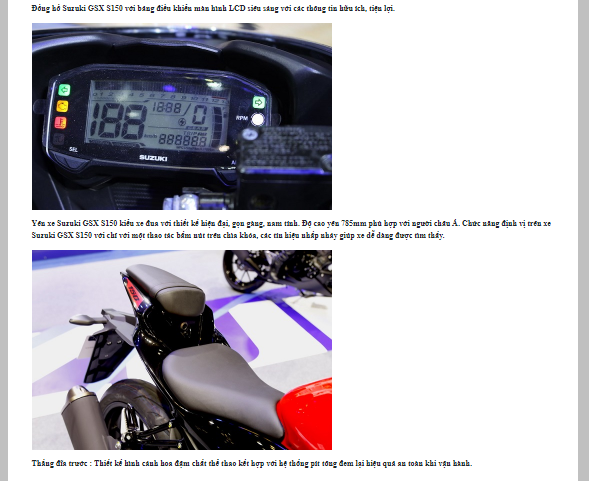 Đồng hồ Suzuki GSX S150 với bảng điều khiển màn hình LCD siêu sáng với các thông tin hữu ích, tiện lợi.
188
1888/0
888888
RPM
SEL
SUZUKI
Yên xe Suzuki GSX S150 kiểu xe đua với thiết kế hiện đại, gọn gàng, nam tính. Độ cao yên 785mm phù hợp với người châu Á. Chức năng định vị trên xe
Suzuki GSX S150 với chỉ với một thao tác bấm nút trên chìa khóa, các tín hiệu nhấp nháy giúp xe dễ dàng được tìm thấy.
150
Thắng đĩa trước : Thiết kế hình cánh hoa đậm chất thể thao kết hợp với hệ thống pít tông đem lại hiệu quả an toàn khi vận hành.